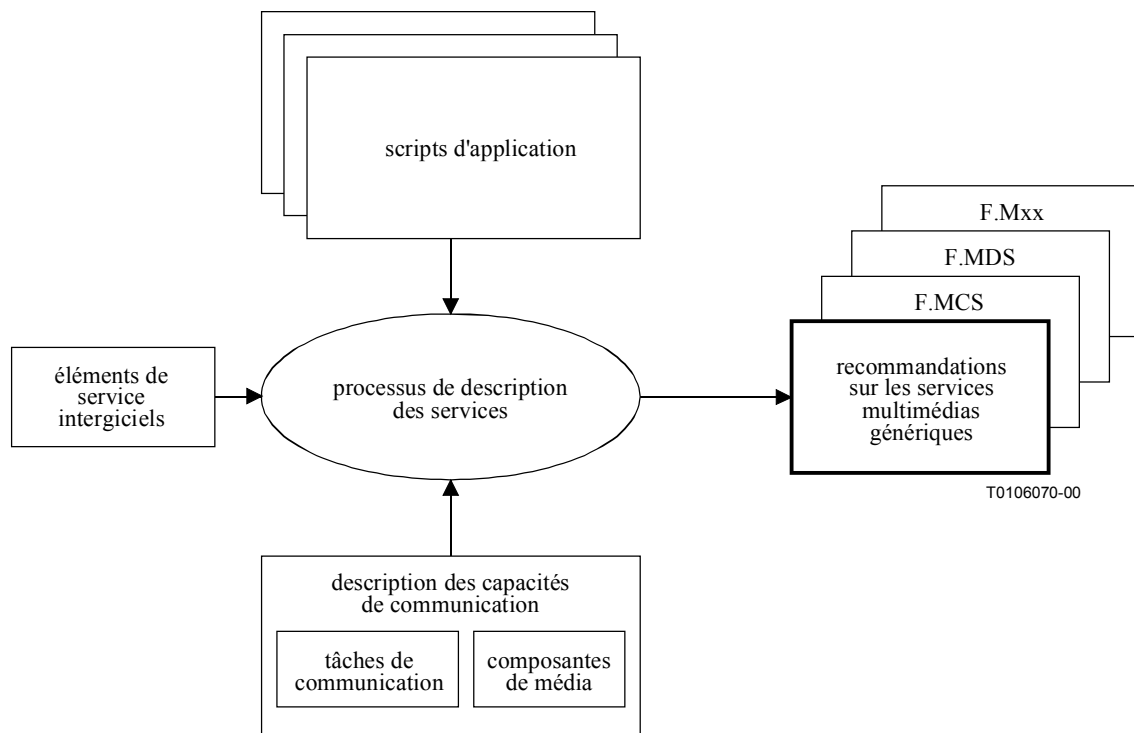 scripts d'application
F.Mxx
F.MDS
F.MCS
éléments de
service
intergiciels
processus de description
des services
recommandations
sur les services
multimédias
génériques
T0106070-00
description des capacités
de communication
tâches de
communication
composantes
de média